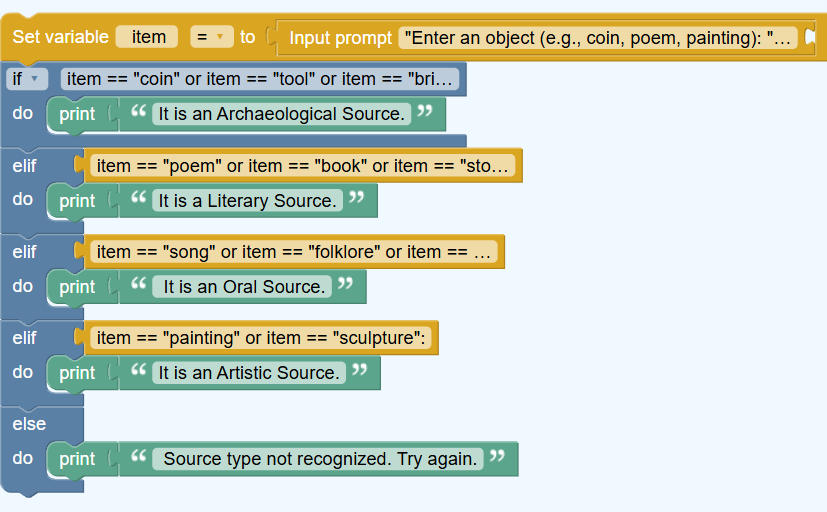 Set variable item = ▾ to Input prompt "Enter an object (e.g., coin, poem, painting): "...
if ▾ item == "coin" or item == "tool" or item == "bri...
do print “ It is an Archaeological Source. ”
elif item == "poem" or item == "book" or item == "sto...
do print “ It is a Literary Source. ”
elif item == "song" or item == "folklore" or item == ...
do print “ It is an Oral Source. ”
elif item == "painting" or item == "sculpture":
do print “ It is an Artistic Source. ”
else
do print “ Source type not recognized. Try again. ”